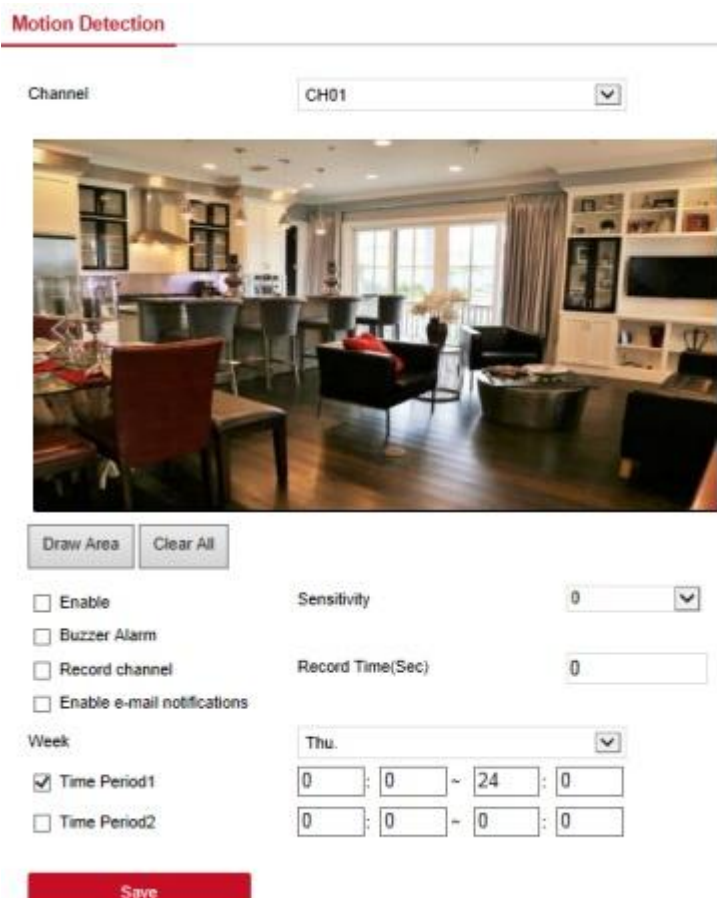 Motion Detection
Channel CH01
Draw Area Clear All
Enable Sensitivity 0
Buzzer Alarm
Record channel Record Time(Sec) 0
Enable e-mail notifications
Week Thu.
Time Period1 0 : 0 ~ 24 : 0
Time Period2 0 : 0 ~ 0 : 0
Save